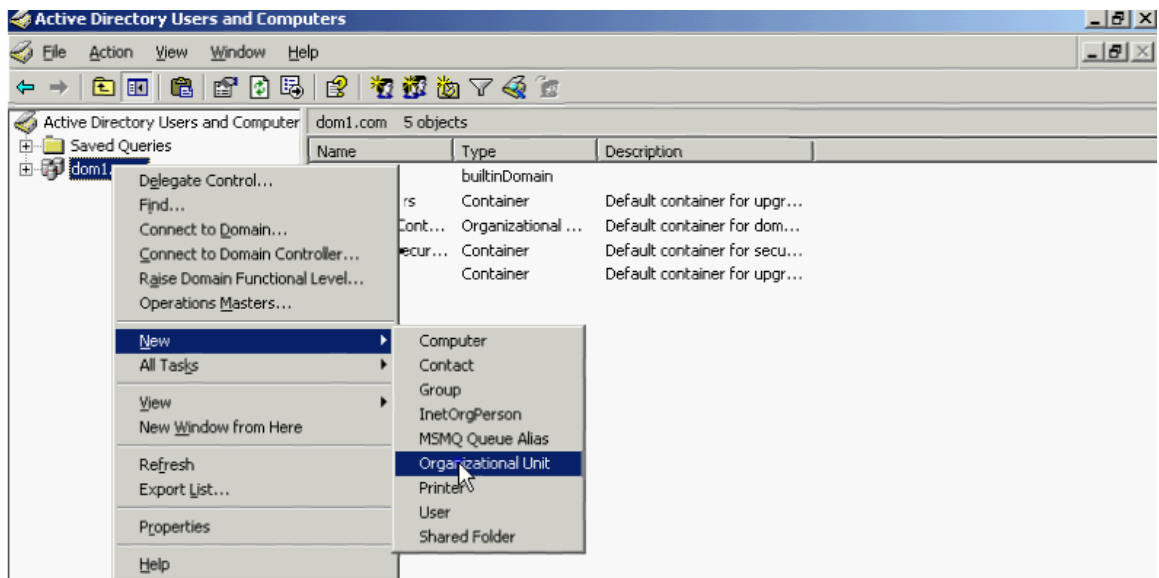 Active Directory Users and Computers
File Action View Window Help
Active Directory Users and Computer dom1.com 5 objects
Saved Queries Name Type Description
dom1. builtinDomain
rs Container Default container for upgr...
Cont... Organizational ... Default container for dom...
ecur... Container Default container for secu...
Container Default container for upgr...
Delegate Control...
Find...
Connect to Domain...
Connect to Domain Controller...
Raise Domain Functional Level...
Operations Masters...
New
All Tasks
View
New Window from Here
Refresh
Export List...
Properties
Help
Computer
Contact
Group
InetOrgPerson
MSMQ Queue Alias
Organizational Unit
Printer
User
Shared Folder